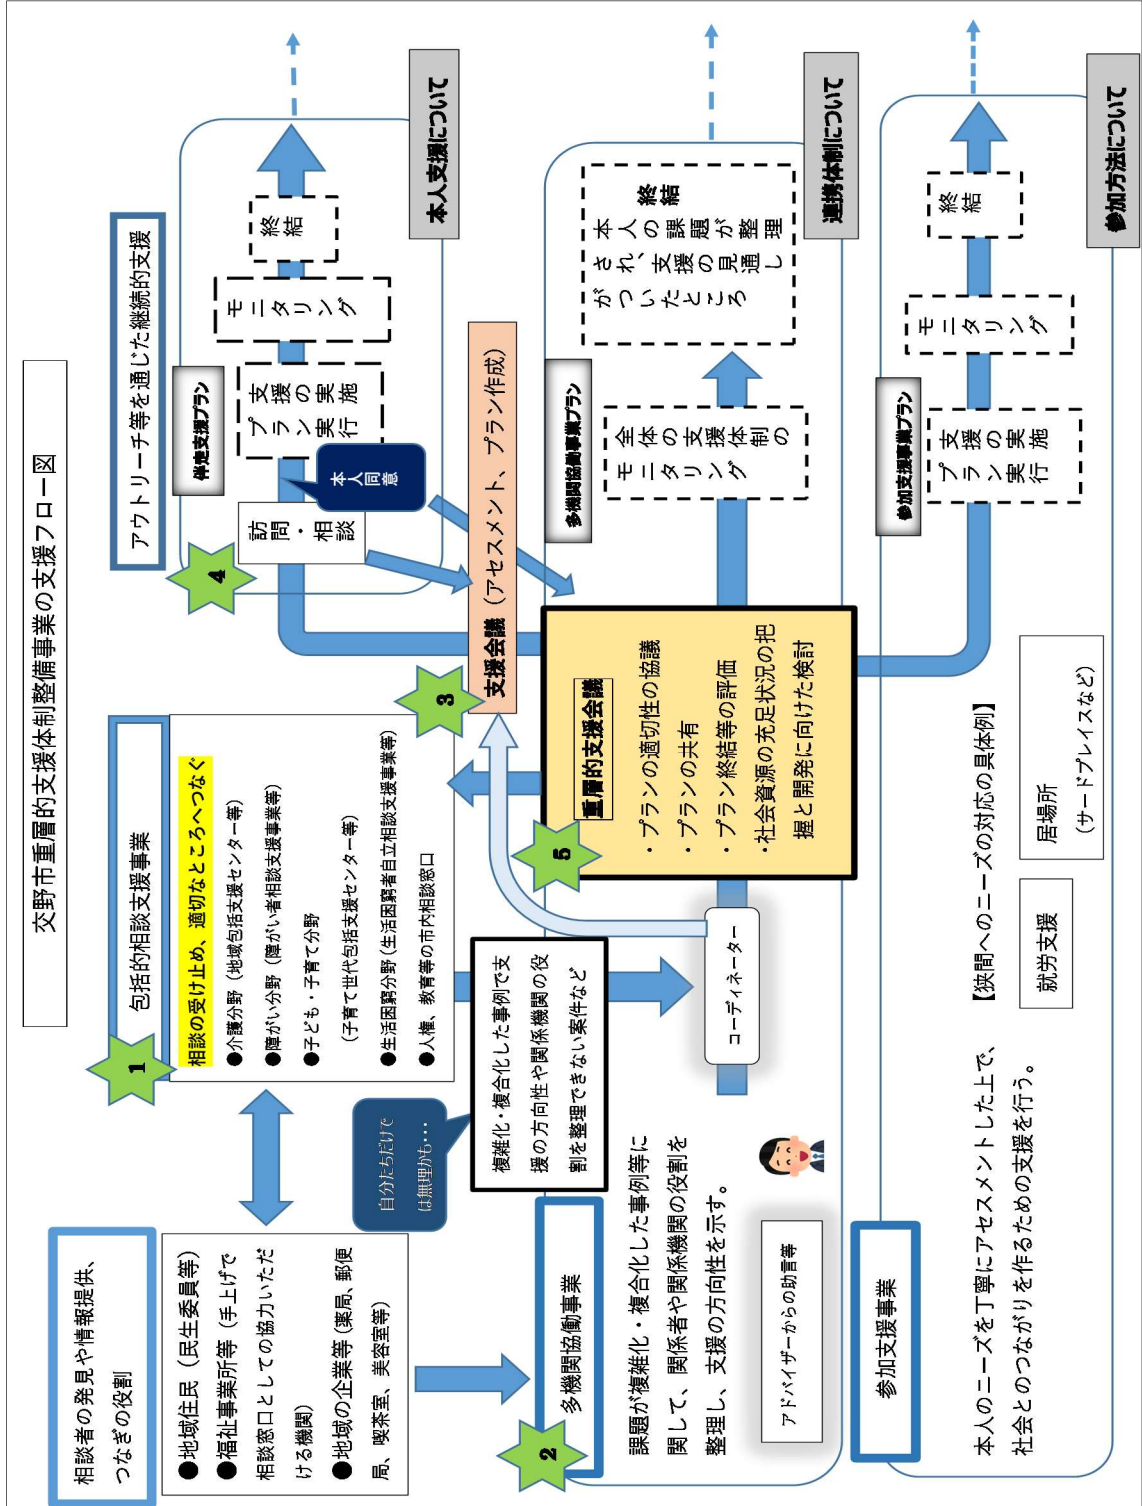 交野市重層的支援体制整備事業の支援フロー図
相談者の発見や情報提供、
つなぎの役割
●地域住民（民生委員等）
●福祉事業所等（手上げで
相談窓口としての協力いただ
ける機関）
●地域の企業等（薬局、郵便
局、喫茶室、美容室等）
1
包括的相談支援事業
相談の受け止め、適切なところへつなぐ
●介護分野（地域包括支援センター等）
●障がい分野（障がい者相談支援事業等）
●子ども・子育て分野
（子育て世代包括支援センター等）
●生活困窮分野（生活困窮者自立相談支援事業等）
●人権、教育等の市内相談窓口
自分たちだけで
は無理かも・・・
複雑化・複合化した事例で支
援の方向性や関係機関の役
割を整理できない案件など
アウトリーチ等を通じた継続的支援
4
伴走支援プラン
訪問・相談
本人同意
支援の実施
プラン実行
モニタリング
終結
本人支援について
3
支援会議（アセスメント、プラン作成）
2
多機関協働事業
課題が複雑化・複合化した事例等に
関して、関係者や関係機関の役割を
整理し、支援の方向性を示す。
アドバイザーからの助言等
コーディネーター
5
重層的支援会議
・プランの適切性の協議
・プランの共有
・プラン終結等の評価
・社会資源の充足状況の把
握と開発に向けた検討
多機関協働事業プラン
全体の支援体制の
モニタリング
終結
本人の課題が整理
され、支援の見通し
がついたところ
連携体制について
参加支援事業
本人のニーズを丁寧にアセスメントした上で、
社会とのつながりを作るための支援を行う。
【狭間へのニーズの対応の具体例】
就労支援
居場所
（サードプレイスなど）
参加支援事業プラン
支援の実施
プラン実行
モニタリング
終結
参加方法について